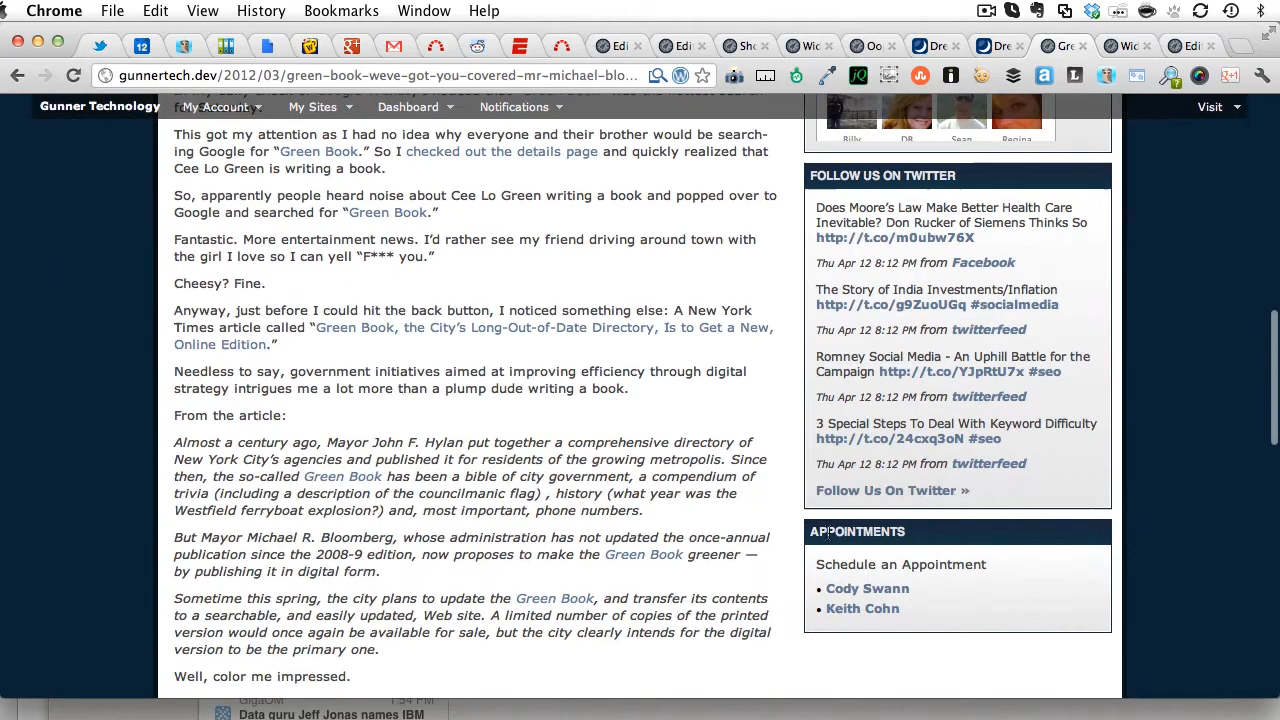 Chrome File Edit View History Bookmarks Window Help
12 Edi Edi Sho Wic Oo Dre Dre Gre Wic Edi
gunnertech.dev/2012/03/green-book-weve-got-you-covered-mr-michael-blo...
Gunner Technology My Account My Sites Dashboard Notifications Visit
This got my attention as I had no idea why everyone and their brother would be search-
ing Google for “Green Book.” So I checked out the details page and quickly realized that
Cee Lo Green is writing a book.
So, apparently people heard noise about Cee Lo Green writing a book and popped over to
Google and searched for “Green Book.”
Fantastic. More entertainment news. I’d rather see my friend driving around town with
the girl I love so I can yell “F*** you.”
Cheesy? Fine.
Anyway, just before I could hit the back button, I noticed something else: A New York
Times article called “Green Book, the City’s Long-Out-of-Date Directory, Is to Get a New,
Online Edition.”
Needless to say, government initiatives aimed at improving efficiency through digital
strategy intrigues me a lot more than a plump dude writing a book.
From the article:
Almost a century ago, Mayor John F. Hylan put together a comprehensive directory of
New York City’s agencies and published it for residents of the growing metropolis. Since
then, the so-called Green Book has been a bible of city government, a compendium of
trivia (including a description of the councilmanic flag) , history (what year was the
Westfield ferryboat explosion?) and, most important, phone numbers.
But Mayor Michael R. Bloomberg, whose administration has not updated the once-annual
publication since the 2008-9 edition, now proposes to make the Green Book greener —
by publishing it in digital form.
Sometime this spring, the city plans to update the Green Book, and transfer its contents
to a searchable, and easily updated, Web site. A limited number of copies of the printed
version would once again be available for sale, but the city clearly intends for the digital
version to be the primary one.
Well, color me impressed.
Billy DB Sean Regina
FOLLOW US ON TWITTER
Does Moore’s Law Make Better Health Care
Inevitable? Don Rucker of Siemens Thinks So
http://t.co/m0ubw76X
Thu Apr 12 8:12 PM from Facebook
The Story of India Investments/Inflation
http://t.co/g9ZuoUGq #socialmedia
Thu Apr 12 8:12 PM from twitterfeed
Romney Social Media - An Uphill Battle for the
Campaign http://t.co/YJpRtU7x #seo
Thu Apr 12 8:12 PM from twitterfeed
3 Special Steps To Deal With Keyword Difficulty
http://t.co/24cxq3oN #seo
Thu Apr 12 8:12 PM from twitterfeed
Follow Us On Twitter »
APPOINTMENTS
Schedule an Appointment
• Cody Swann
• Keith Cohn
GigaOM 1:54 PM
Data guru Jeff Jonas names IBM